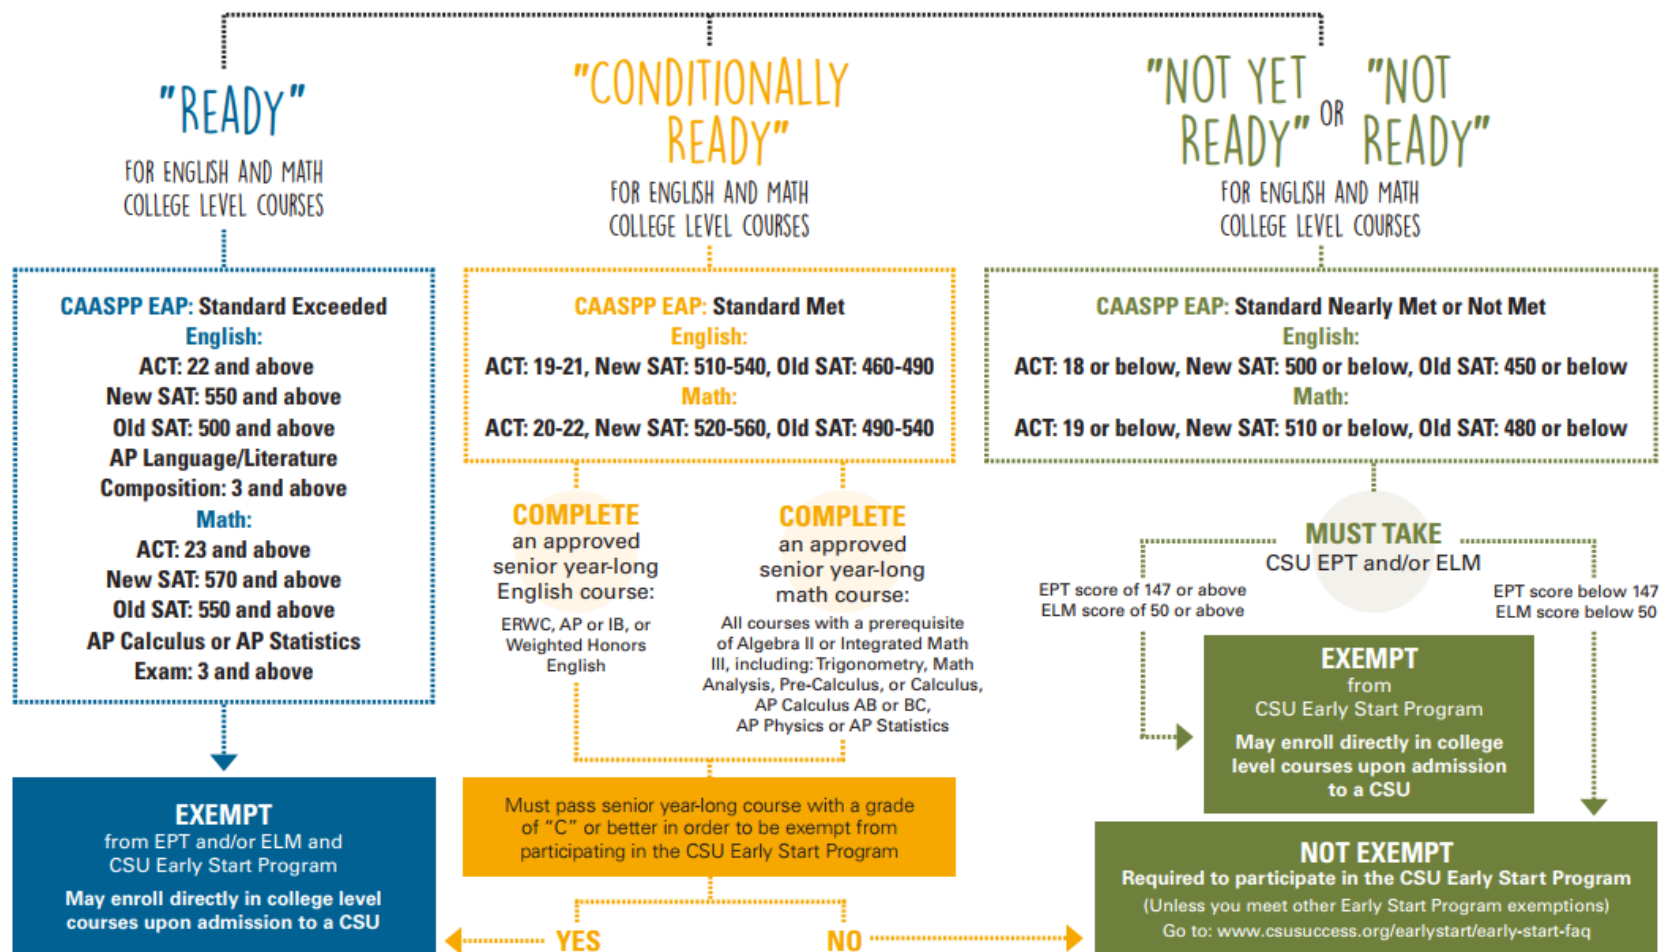 "READY"
FOR ENGLISH AND MATH
COLLEGE LEVEL COURSES
CAASPP EAP: Standard Exceeded
English:
ACT: 22 and above
New SAT: 550 and above
Old SAT: 500 and above
AP Language/Literature
Composition: 3 and above
Math:
ACT: 23 and above
New SAT: 570 and above
Old SAT: 550 and above
AP Calculus or AP Statistics
Exam: 3 and above
EXEMPT
from EPT and/or ELM and
CSU Early Start Program
May enroll directly in college level
courses upon admission to a CSU
"CONDITIONALLY
READY"
FOR ENGLISH AND MATH
COLLEGE LEVEL COURSES
CAASPP EAP: Standard Met
English:
ACT: 19-21, New SAT: 510-540, Old SAT: 460-490
Math:
ACT: 20-22, New SAT: 520-560, Old SAT: 490-540
COMPLETE
an approved
senior year-long
English course:
ERWC, AP or IB, or
Weighted Honors
English
COMPLETE
an approved
senior year-long
math course:
All courses with a prerequisite
of Algebra II or Integrated Math
III, including: Trigonometry, Math
Analysis, Pre-Calculus, or Calculus,
AP Calculus AB or BC,
AP Physics or AP Statistics
Must pass senior year-long course with a grade
of "C" or better in order to be exempt from
participating in the CSU Early Start Program
YES
NO
"NOT YET
READY"
OR
"NOT
READY"
FOR ENGLISH AND MATH
COLLEGE LEVEL COURSES
CAASPP EAP: Standard Nearly Met or Not Met
English:
ACT: 18 or below, New SAT: 500 or below, Old SAT: 450 or below
Math:
ACT: 19 or below, New SAT: 510 or below, Old SAT: 480 or below
MUST TAKE
CSU EPT and/or ELM
EPT score of 147 or above
ELM score of 50 or above
EPT score below 147
ELM score below 50
EXEMPT
from
CSU Early Start Program
May enroll directly in college
level courses upon admission
to a CSU
NOT EXEMPT
Required to participate in the CSU Early Start Program
(Unless you meet other Early Start Program exemptions)
Go to: www.csusuccess.org/earlystart/early-start-faq